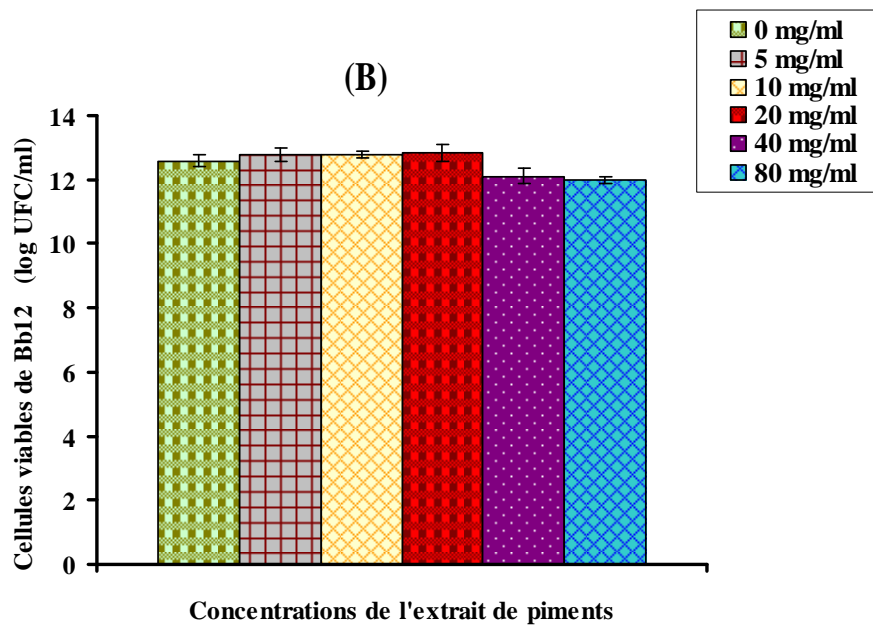 (B)
0 mg/ml
5 mg/ml
10 mg/ml
20 mg/ml
40 mg/ml
80 mg/ml
Cellules viables de Bb12 (log UFC/ml)
14
12
10
8
6
4
2
0
Concentrations de l'extrait de piments